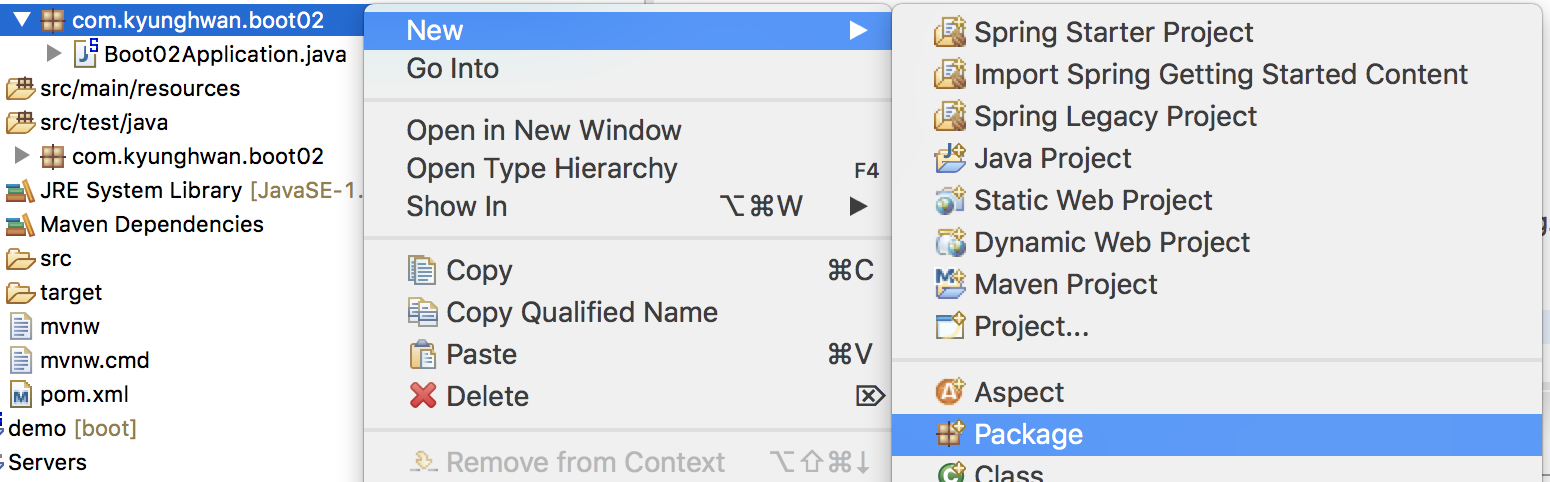 com.kyunghwan.boot02
Boot02Application.java
src/main/resources
src/test/java
com.kyunghwan.boot02
JRE System Library [JavaSE-1.
Maven Dependencies
src
target
mvnw
mvnw.cmd
pom.xml
demo [boot]
Servers
New
Go Into
Open in New Window
Open Type Hierarchy F4
Show In ⌥⌘W
Copy ⌘C
Copy Qualified Name
Paste ⌘V
Delete ⌦
Remove from Context ⌥⇧⌘↓
Spring Starter Project
Import Spring Getting Started Content
Spring Legacy Project
Java Project
Static Web Project
Dynamic Web Project
Maven Project
Project...
Aspect
Package
Class